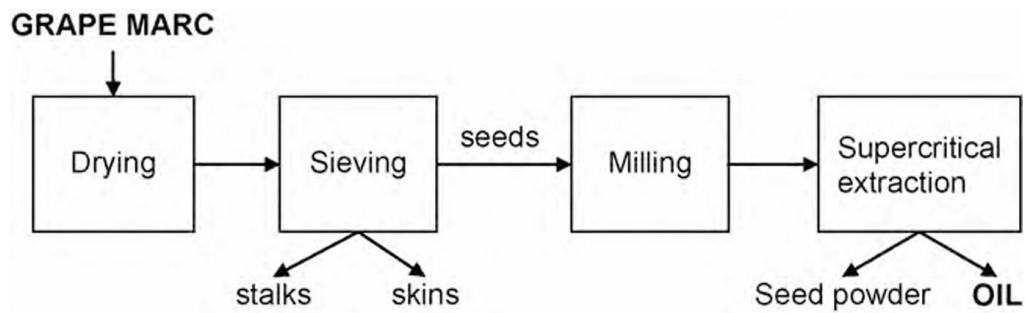 GRAPE MARC
Drying
Sieving
seeds
Milling
Supercritical
extraction
stalks
skins
Seed powder
OIL